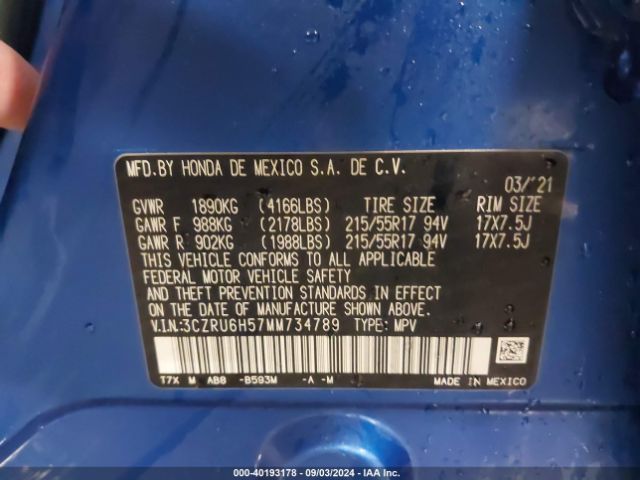 MFD.BY HONDA DE MEXICO S.A. DE C.V.
03/'21
GVWR 1890KG (4166LBS) TIRE SIZE RIM SIZE
GAWR F 988KG (2178LBS) 215/55R17 94V 17X7.5J
GAWR R 902KG (1988LBS) 215/55R17 94V 17X7.5J
THIS VEHICLE CONFORMS TO ALL APPLICABLE
FEDERAL MOTOR VEHICLE SAFETY
AND THEFT PREVENTION STANDARDS IN EFFECT
ON THE DATE OF MANUFACTURE SHOWN ABOVE.
V.I.N:3CZRU6H57MM734789 TYPE: MPV
T7X M AB8 -B593M -A -M MADE IN MEXICO
000-40193178 - 09/03/2024 - IAA Inc.